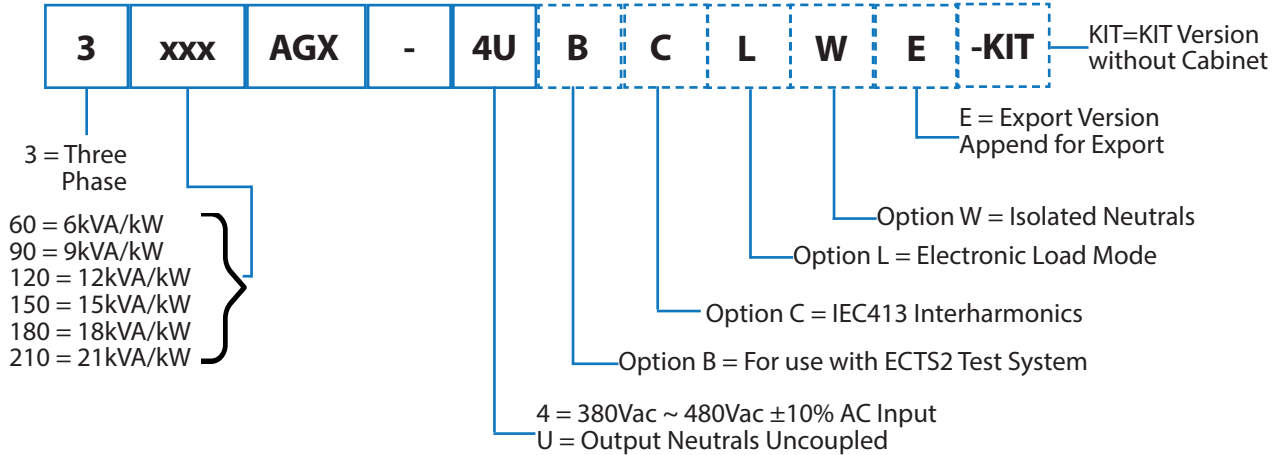 3 xxx AGX - 4U B C L W E -KIT
KIT=KIT Version
without Cabinet
E = Export Version
Append for Export
3 = Three
Phase
60 = 6kVA/kW
90 = 9kVA/kW
120 = 12kVA/kW
150 = 15kVA/kW
180 = 18kVA/kW
210 = 21kVA/kW
Option W = Isolated Neutrals
Option L = Electronic Load Mode
Option C = IEC413 Interharmonics
Option B = For use with ECTS2 Test System
4 = 380Vac ~ 480Vac ±10% AC Input
U = Output Neutrals Uncoupled